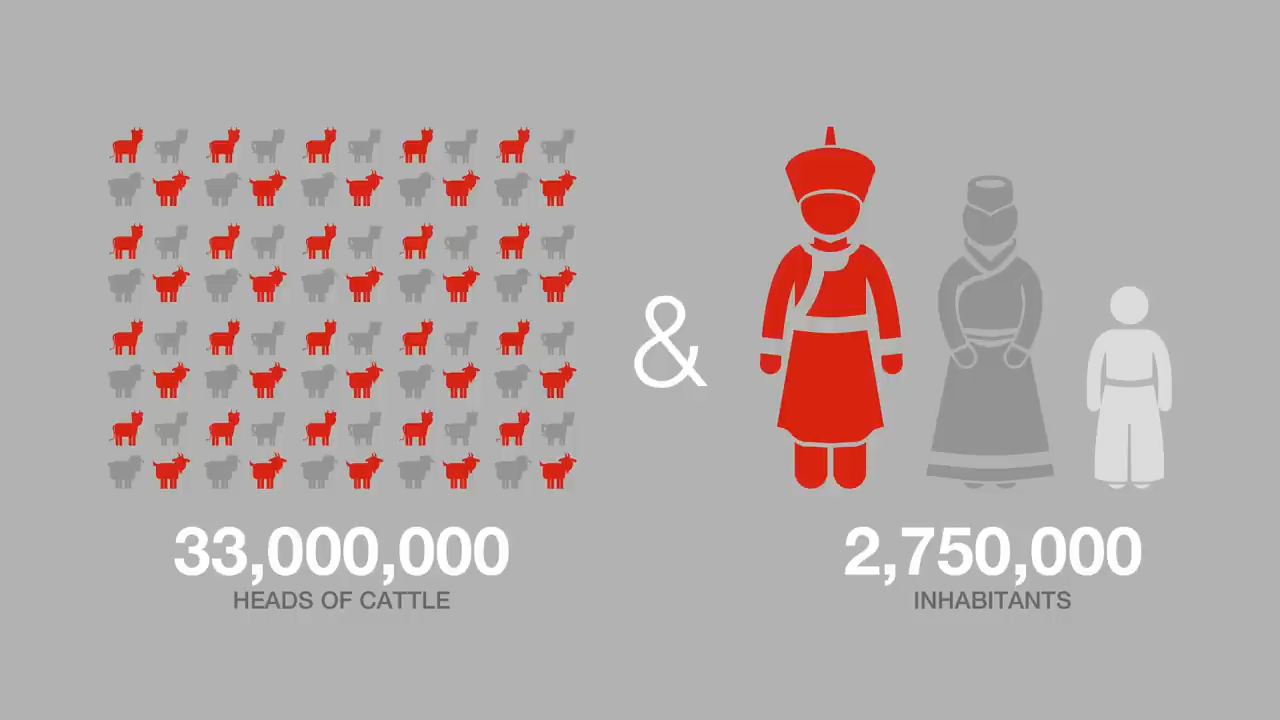 &
33,000,000
HEADS OF CATTLE
2,750,000
INHABITANTS